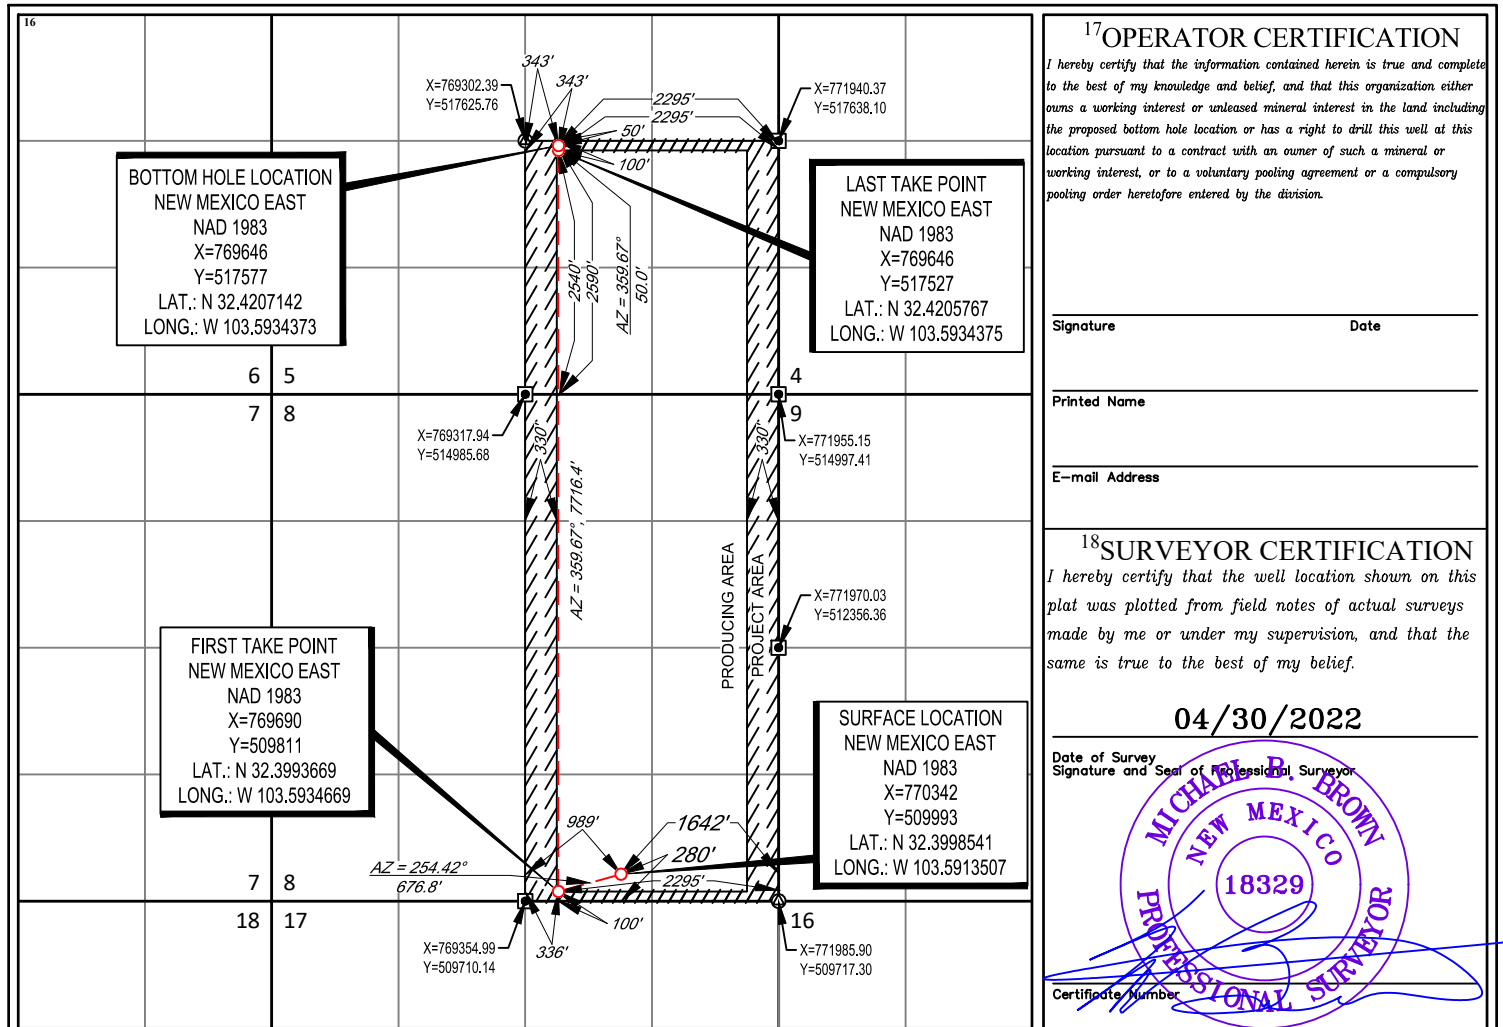 16
343'
343'
X=769302.39
Y=517625.76
2295'
2295'
X=771940.37
Y=517638.10
50'
100'
BOTTOM HOLE LOCATION
NEW MEXICO EAST
NAD 1983
X=769646
Y=517577
LAT.: N 32.4207142
LONG.: W 103.5934373
LAST TAKE POINT
NEW MEXICO EAST
NAD 1983
X=769646
Y=517527
LAT.: N 32.4205767
LONG.: W 103.5934375
2540'
2590'
AZ = 359.67°
50.0'
6 5
4
7 8
9
X=769317.94
Y=514985.68
330'
330'
X=771955.15
Y=514997.41
AZ = 359.67°, 7716.4'
PRODUCING AREA
PROJECT AREA
X=771970.03
Y=512356.36
FIRST TAKE POINT
NEW MEXICO EAST
NAD 1983
X=769690
Y=509811
LAT.: N 32.3993669
LONG.: W 103.5934669
SURFACE LOCATION
NEW MEXICO EAST
NAD 1983
X=770342
Y=509993
LAT.: N 32.3998541
LONG.: W 103.5913507
989'
1642'
280'
AZ = 254.42°
676.8'
2295'
7 8
18 17
16
100'
336'
X=769354.99
Y=509710.14
X=771985.90
Y=509717.30
17OPERATOR CERTIFICATION
I hereby certify that the information contained herein is true and complete
to the best of my knowledge and belief, and that this organization either
owns a working interest or unleased mineral interest in the land including
the proposed bottom hole location or has a right to drill this well at this
location pursuant to a contract with an owner of such a mineral or
working interest, or to a voluntary pooling agreement or a compulsory
pooling order heretofore entered by the division.
Signature Date
Printed Name
E-mail Address
18SURVEYOR CERTIFICATION
I hereby certify that the well location shown on this
plat was plotted from field notes of actual surveys
made by me or under my supervision, and that the
same is true to the best of my belief.
04/30/2022
Date of Survey
Signature and Seal of Professional Surveyor
MICHAEL B. BROWN
NEW MEXICO
18329
PROFESSIONAL SURVEYOR
Certificate Number